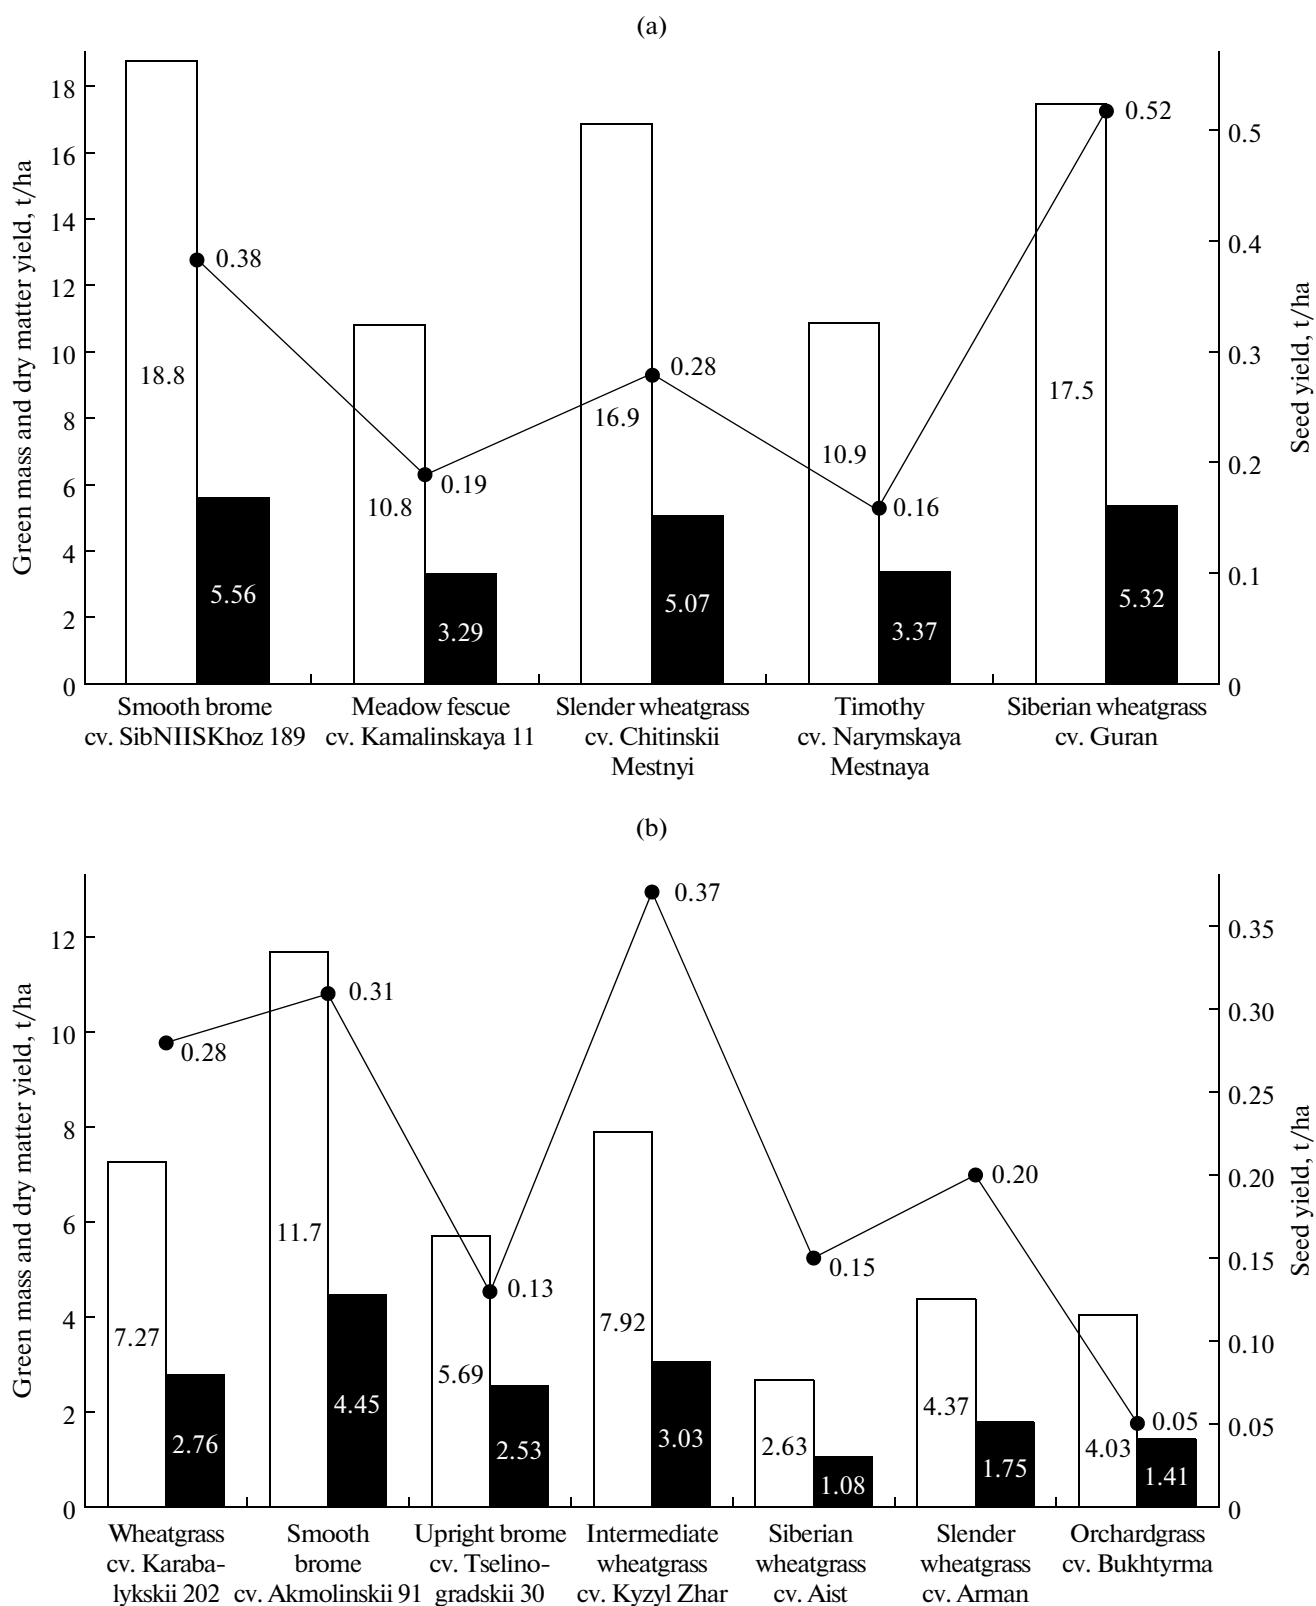 (a)
Green mass and dry matter yield, t/ha
18
16
14
12
10
8
6
4
2
0
0.38
0.19
0.28
0.16
0.52
18.8
10.8
16.9
10.9
17.5
5.56
3.29
5.07
3.37
5.32
0.5
0.4
0.3
0.2
0.1
0
Seed yield, t/ha
Smooth brome
cv. SibNIISKhoz 189
Meadow fescue
cv. Kamalinskaya 11
Slender wheatgrass
cv. Chitinskii
Mestnyi
Timothy
cv. Narymskaya
Mestnaya
Siberian wheatgrass
cv. Guran
(b)
Green mass and dry matter yield, t/ha
12
10
8
6
4
2
0
0.28
0.31
0.13
0.37
0.15
0.20
0.05
7.27
11.7
5.69
7.92
2.63
4.37
4.03
2.76
4.45
2.53
3.03
1.08
1.75
1.41
0.35
0.30
0.25
0.20
0.15
0.10
0.05
0
Seed yield, t/ha
Wheatgrass
cv. Karaba-
lykskii 202
Smooth
brome
cv. Akmolinskii 91
Upright brome
cv. Tselino-
gradskii 30
Intermediate
wheatgrass
cv. Kyzyl Zhar
Siberian
wheatgrass
cv. Aist
Slender
wheatgrass
cv. Arman
Orchardgrass
cv. Bukhtyrma